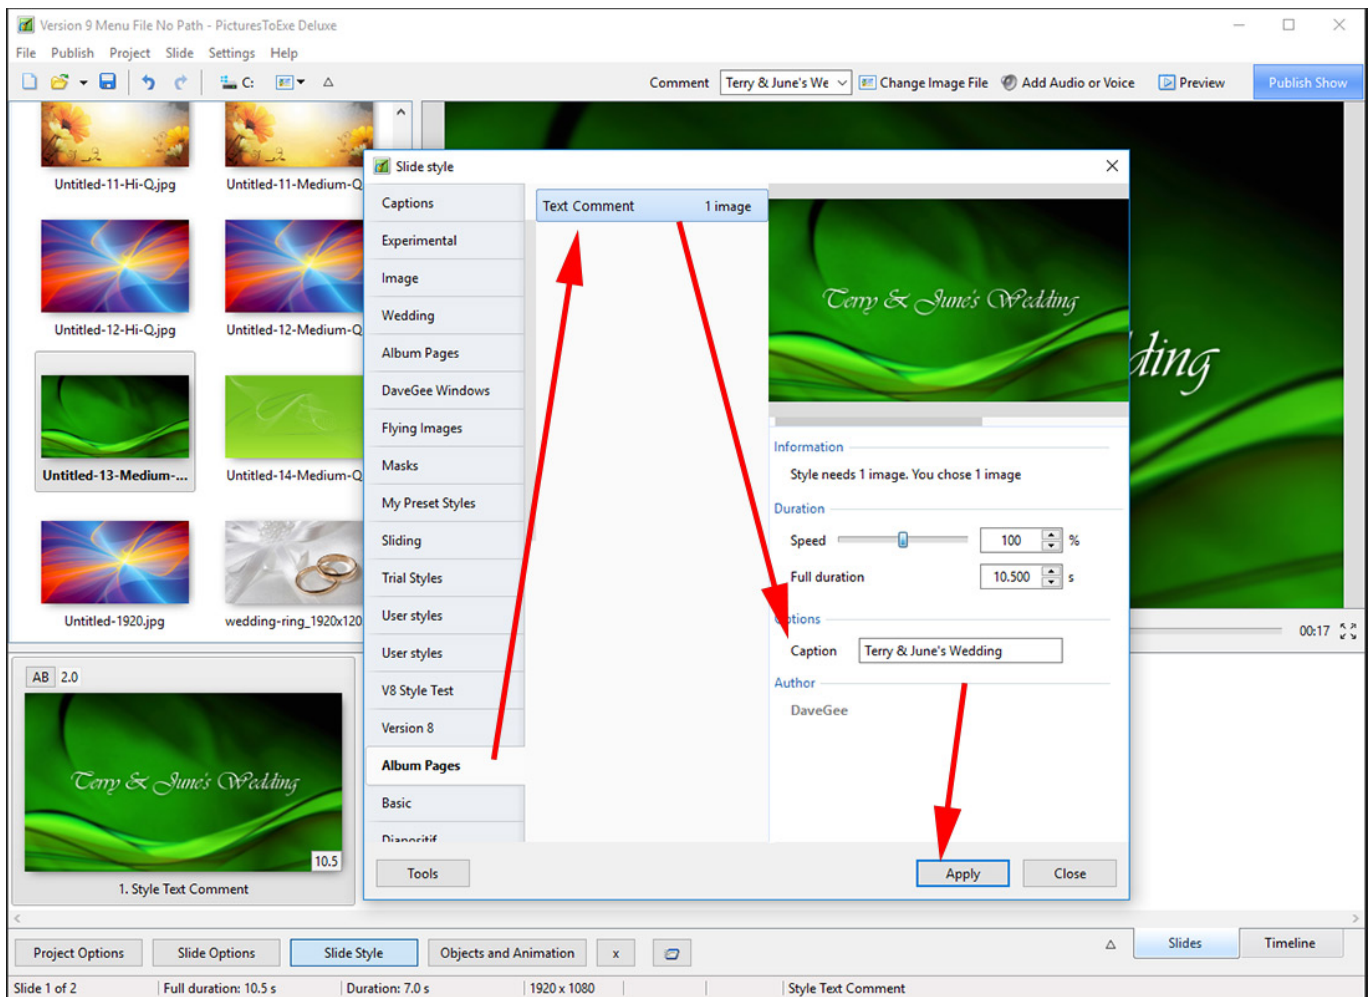 Version 9 Menu File No Path - PicturesToExe Deluxe
File Publish Project Slide Settings Help
C: Comment Terry & June's We Change Image File Add Audio or Voice Preview Publish Show
Untitled-11-Hi-Q.jpg Untitled-11-Medium-Q
Untitled-12-Hi-Q.jpg Untitled-12-Medium-Q
Untitled-13-Medium-... Untitled-14-Medium-Q
Untitled-1920.jpg wedding-ring_1920x120
Slide style
Captions
Experimental
Image
Wedding
Album Pages
DaveGee Windows
Flying Images
Masks
My Preset Styles
Sliding
Trial Styles
User styles
User styles
V8 Style Test
Version 8
Album Pages
Basic
Diapositif
Text Comment 1 image
Terry & June's Wedding
Information
Style needs 1 image. You chose 1 image
Duration
Speed 100 %
Full duration 10.500 s
Options
Caption Terry & June's Wedding
Author
DaveGee
Tools Apply Close
dding
00:17
AB 2.0
Terry & June's Wedding
10.5
1. Style Text Comment
Project Options Slide Options Slide Style Objects and Animation x Slides Timeline
Slide 1 of 2 Full duration: 10.5 s Duration: 7.0 s 1920 x 1080 Style Text Comment